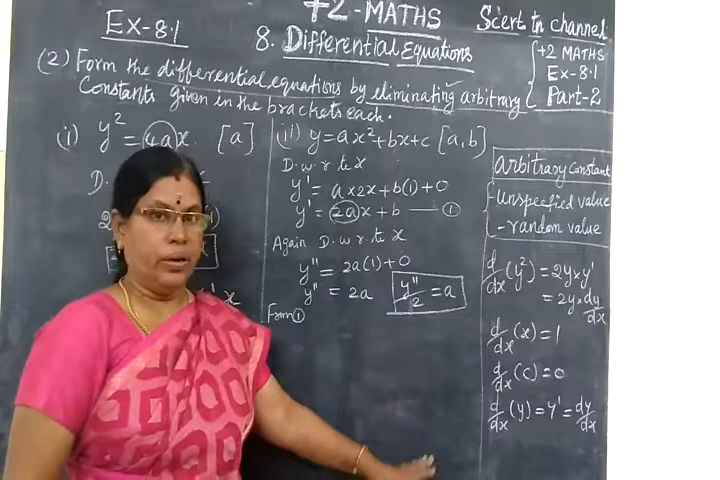 +2-MATHS
Ex-8.1
Scert tn channel
8. Differential Equations
+2 MATHS
Ex-8.1
Part-2
(2) Form the differential equations by eliminating arbitrary
Constants given in the brackets each.
(i) y² = 4ax. [a]
D.
2
(ii) y = ax²+bx+c [a,b]
D.w.r.to x
y' = a×2x+b(1)+0
y' = 2ax+b —— ①
Again D.w.r.to x
y'' = 2a(1)+0
y'' = 2a
y''/2 = a
From ①
arbitrary constant
- unspecified value
- random value
d/dx (y²) = 2y×y'
= 2y×dy/dx
d/dx (x) = 1
d/dx (c) = 0
d/dx (y) = y' = dy/dx